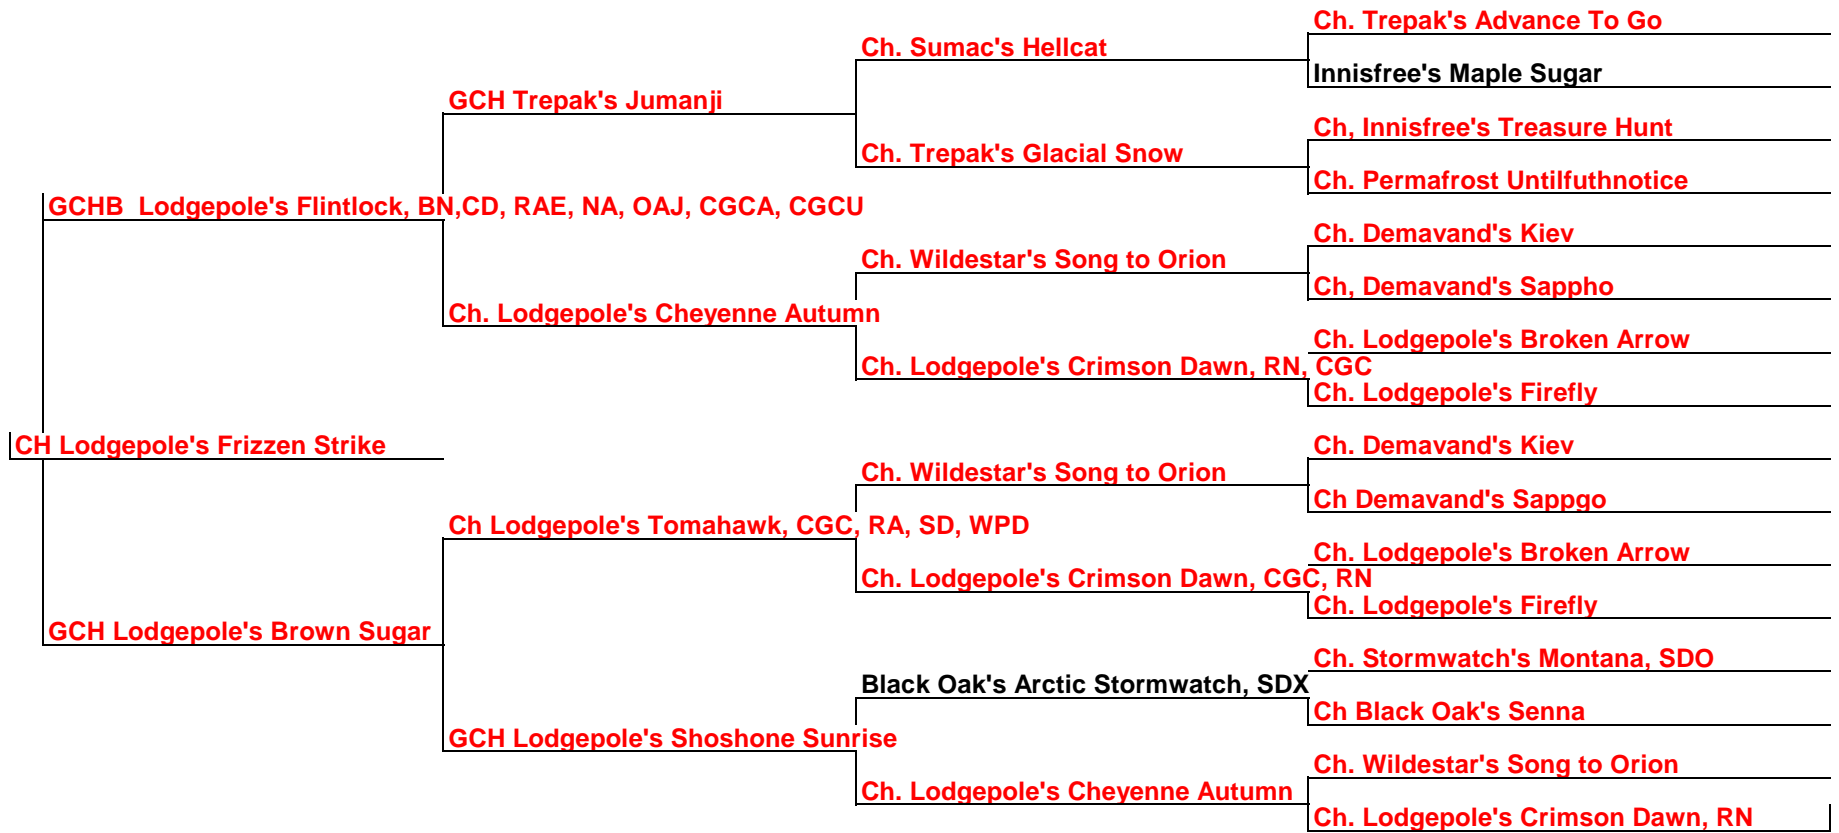 Ch. Trepak's Advance To Go
Ch. Sumac's Hellcat
Innisfree's Maple Sugar
GCH Trepak's Jumanji
Ch, Innisfree's Treasure Hunt
Ch. Trepak's Glacial Snow
Ch. Permafrost Untilfuthnotice
GCHB  Lodgepole's Flintlock, BN,CD, RAE, NA, OAJ, CGCA, CGCU
Ch. Demavand's Kiev
Ch. Wildestar's Song to Orion
Ch, Demavand's Sappho
Ch. Lodgepole's Cheyenne Autumn
Ch. Lodgepole's Broken Arrow
Ch. Lodgepole's Crimson Dawn, RN, CGC
Ch. Lodgepole's Firefly
CH Lodgepole's Frizzen Strike
Ch. Demavand's Kiev
Ch. Wildestar's Song to Orion
Ch Demavand's Sappgo
Ch Lodgepole's Tomahawk, CGC, RA, SD, WPD
Ch. Lodgepole's Broken Arrow
Ch. Lodgepole's Crimson Dawn, CGC, RN
Ch. Lodgepole's Firefly
GCH Lodgepole's Brown Sugar
Ch. Stormwatch's Montana, SDO
Black Oak's Arctic Stormwatch, SDX
Ch Black Oak's Senna
GCH Lodgepole's Shoshone Sunrise
Ch. Wildestar's Song to Orion
Ch. Lodgepole's Cheyenne Autumn
Ch. Lodgepole's Crimson Dawn, RN